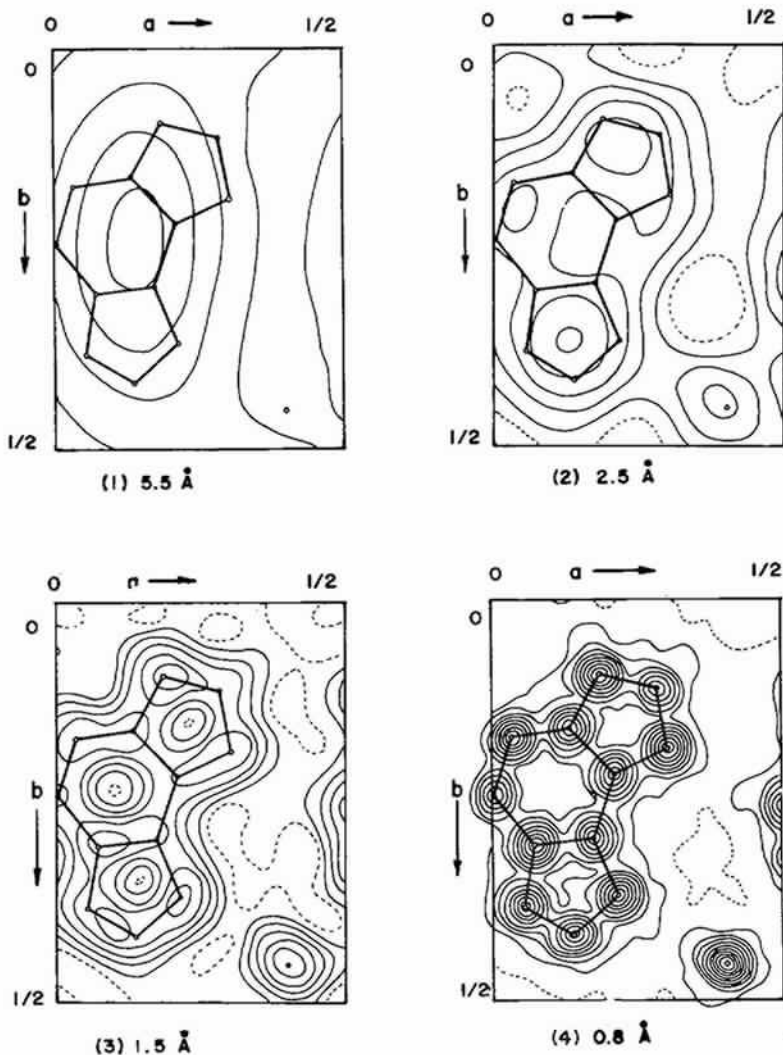 0 a → 1/2
0
b
↓
1/2
(1) 5.5 Å
0 a → 1/2
0
b
↓
1/2
(2) 2.5 Å
0 n → 1/2
0
b
↓
1/2
(3) 1.5 Å
0 a → 1/2
0
b
↓
1/2
(4) 0.8 Å